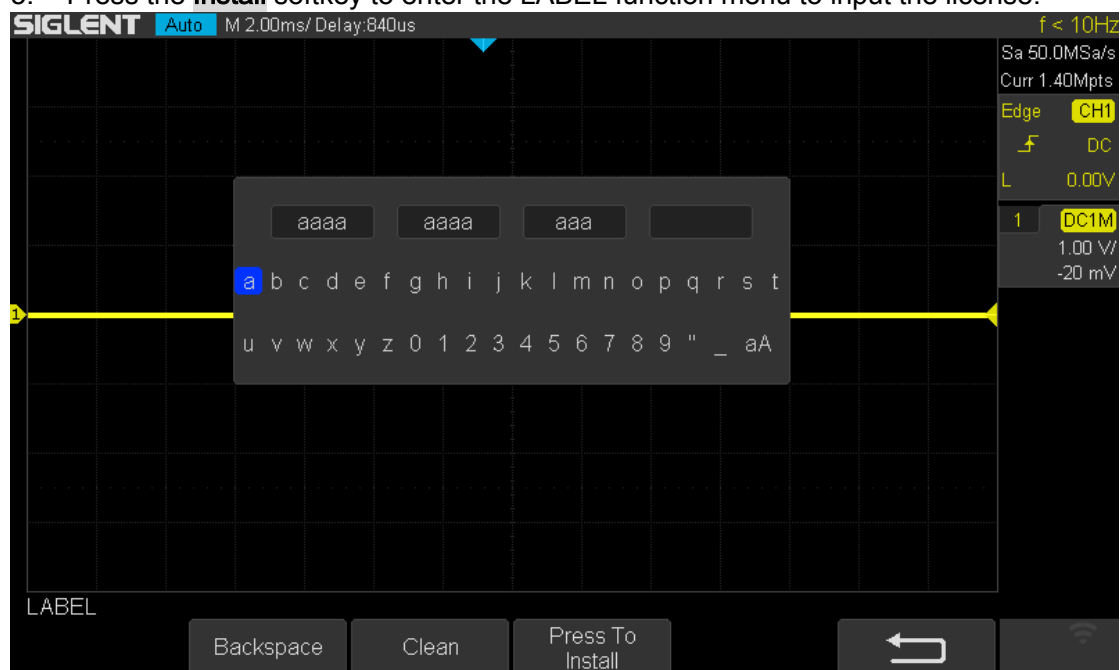 Press the Install softkey to enter the LABEL function menu to input the license.
SIGLENT Auto M 2.00ms/ Delay:840us f < 10Hz
Sa 50.0MSa/s
Curr 1.40Mpts
Edge CH1
DC
L 0.00V
1 DC1M
1.00 V/
-20 mV
aaaa aaaa aaa
a b c d e f g h i j k l m n o p q r s t
1
u v w x y z 0 1 2 3 4 5 6 7 8 9 " _ aA
LABEL
Backspace Clean Press To Install